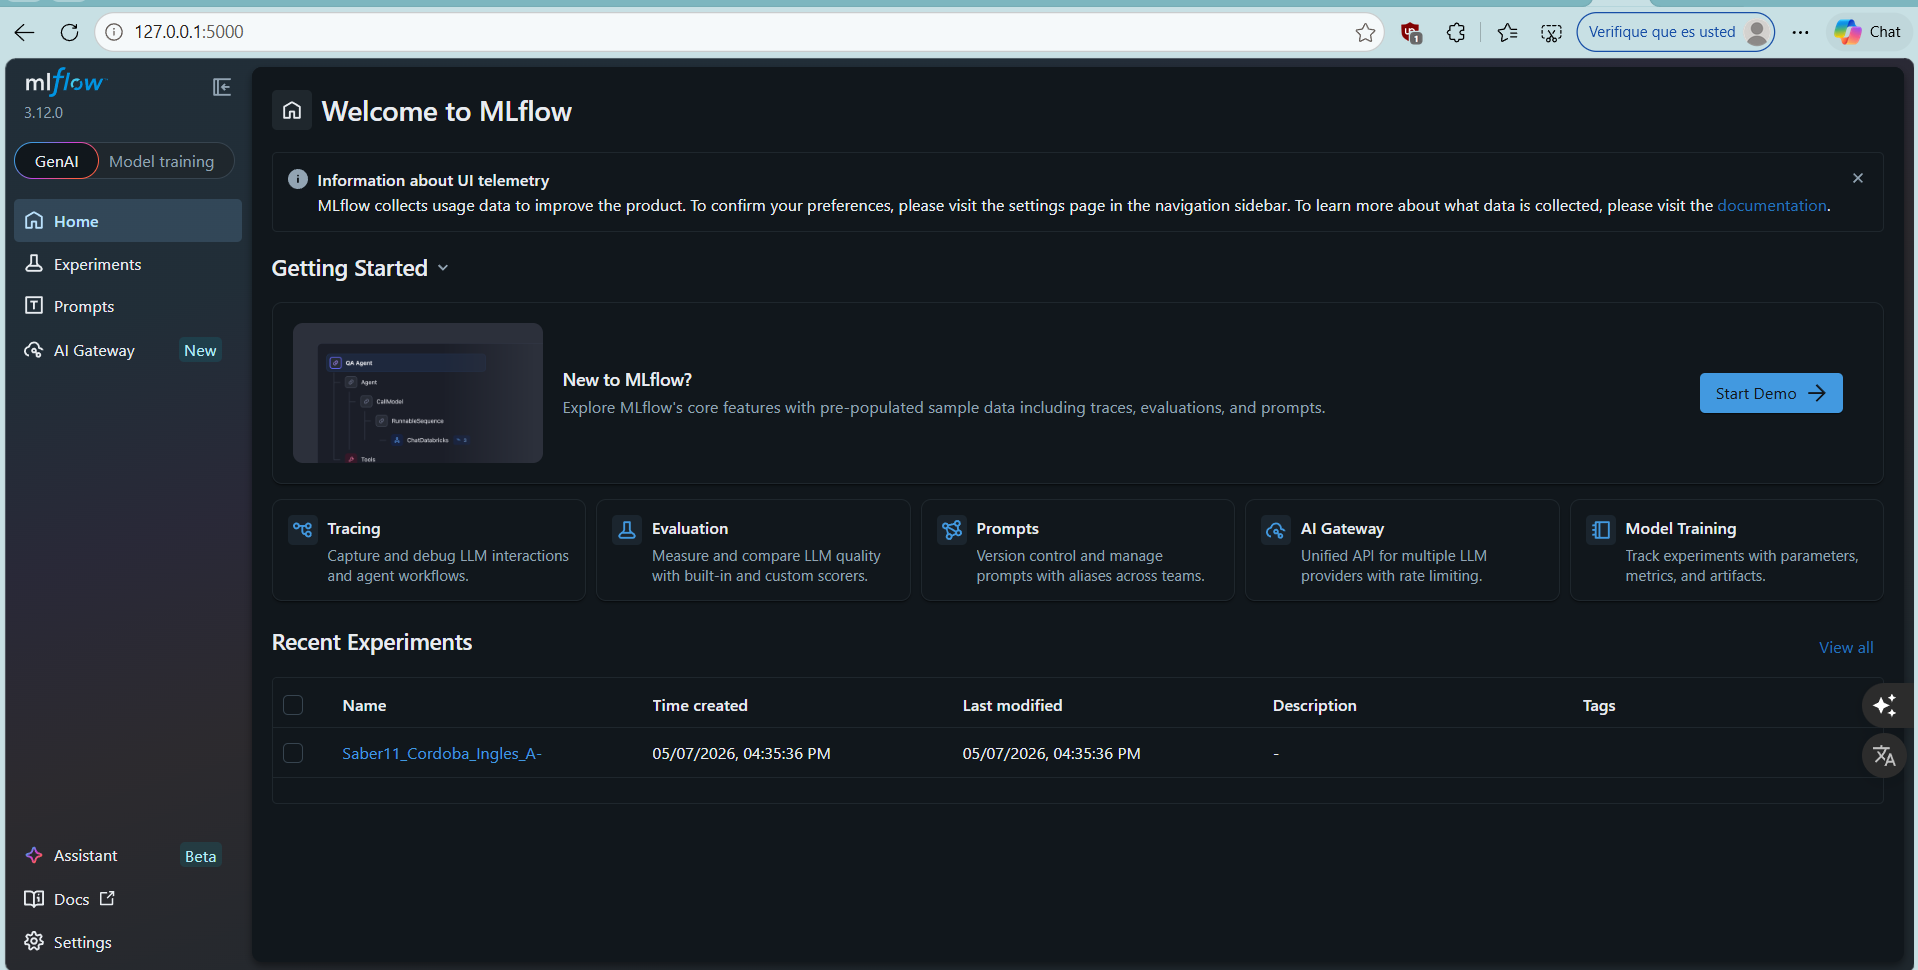 127.0.0.1:5000
1
Verifique que es usted
Chat
mlflow
3.12.0
GenAI
Model training
Home
Experiments
Prompts
AI Gateway
New
Assistant
Beta
Docs
Settings
Welcome to MLflow
Information about UI telemetry
MLflow collects usage data to improve the product. To confirm your preferences, please visit the settings page in the navigation sidebar. To learn more about what data is collected, please visit the documentation.
Getting Started
QA Agent
Agent
CallModel
RunnableSequence
ChatDatabricks
Tools
New to MLflow?
Explore MLflow's core features with pre-populated sample data including traces, evaluations, and prompts.
Start Demo
Tracing
Capture and debug LLM interactions
and agent workflows.
Evaluation
Measure and compare LLM quality
with built-in and custom scorers.
Prompts
Version control and manage
prompts with aliases across teams.
AI Gateway
Unified API for multiple LLM
providers with rate limiting.
Model Training
Track experiments with parameters,
metrics, and artifacts.
Recent Experiments
View all
Name Time created Last modified Description Tags
Saber11_Cordoba_Ingles_A- 05/07/2026, 04:35:36 PM 05/07/2026, 04:35:36 PM -